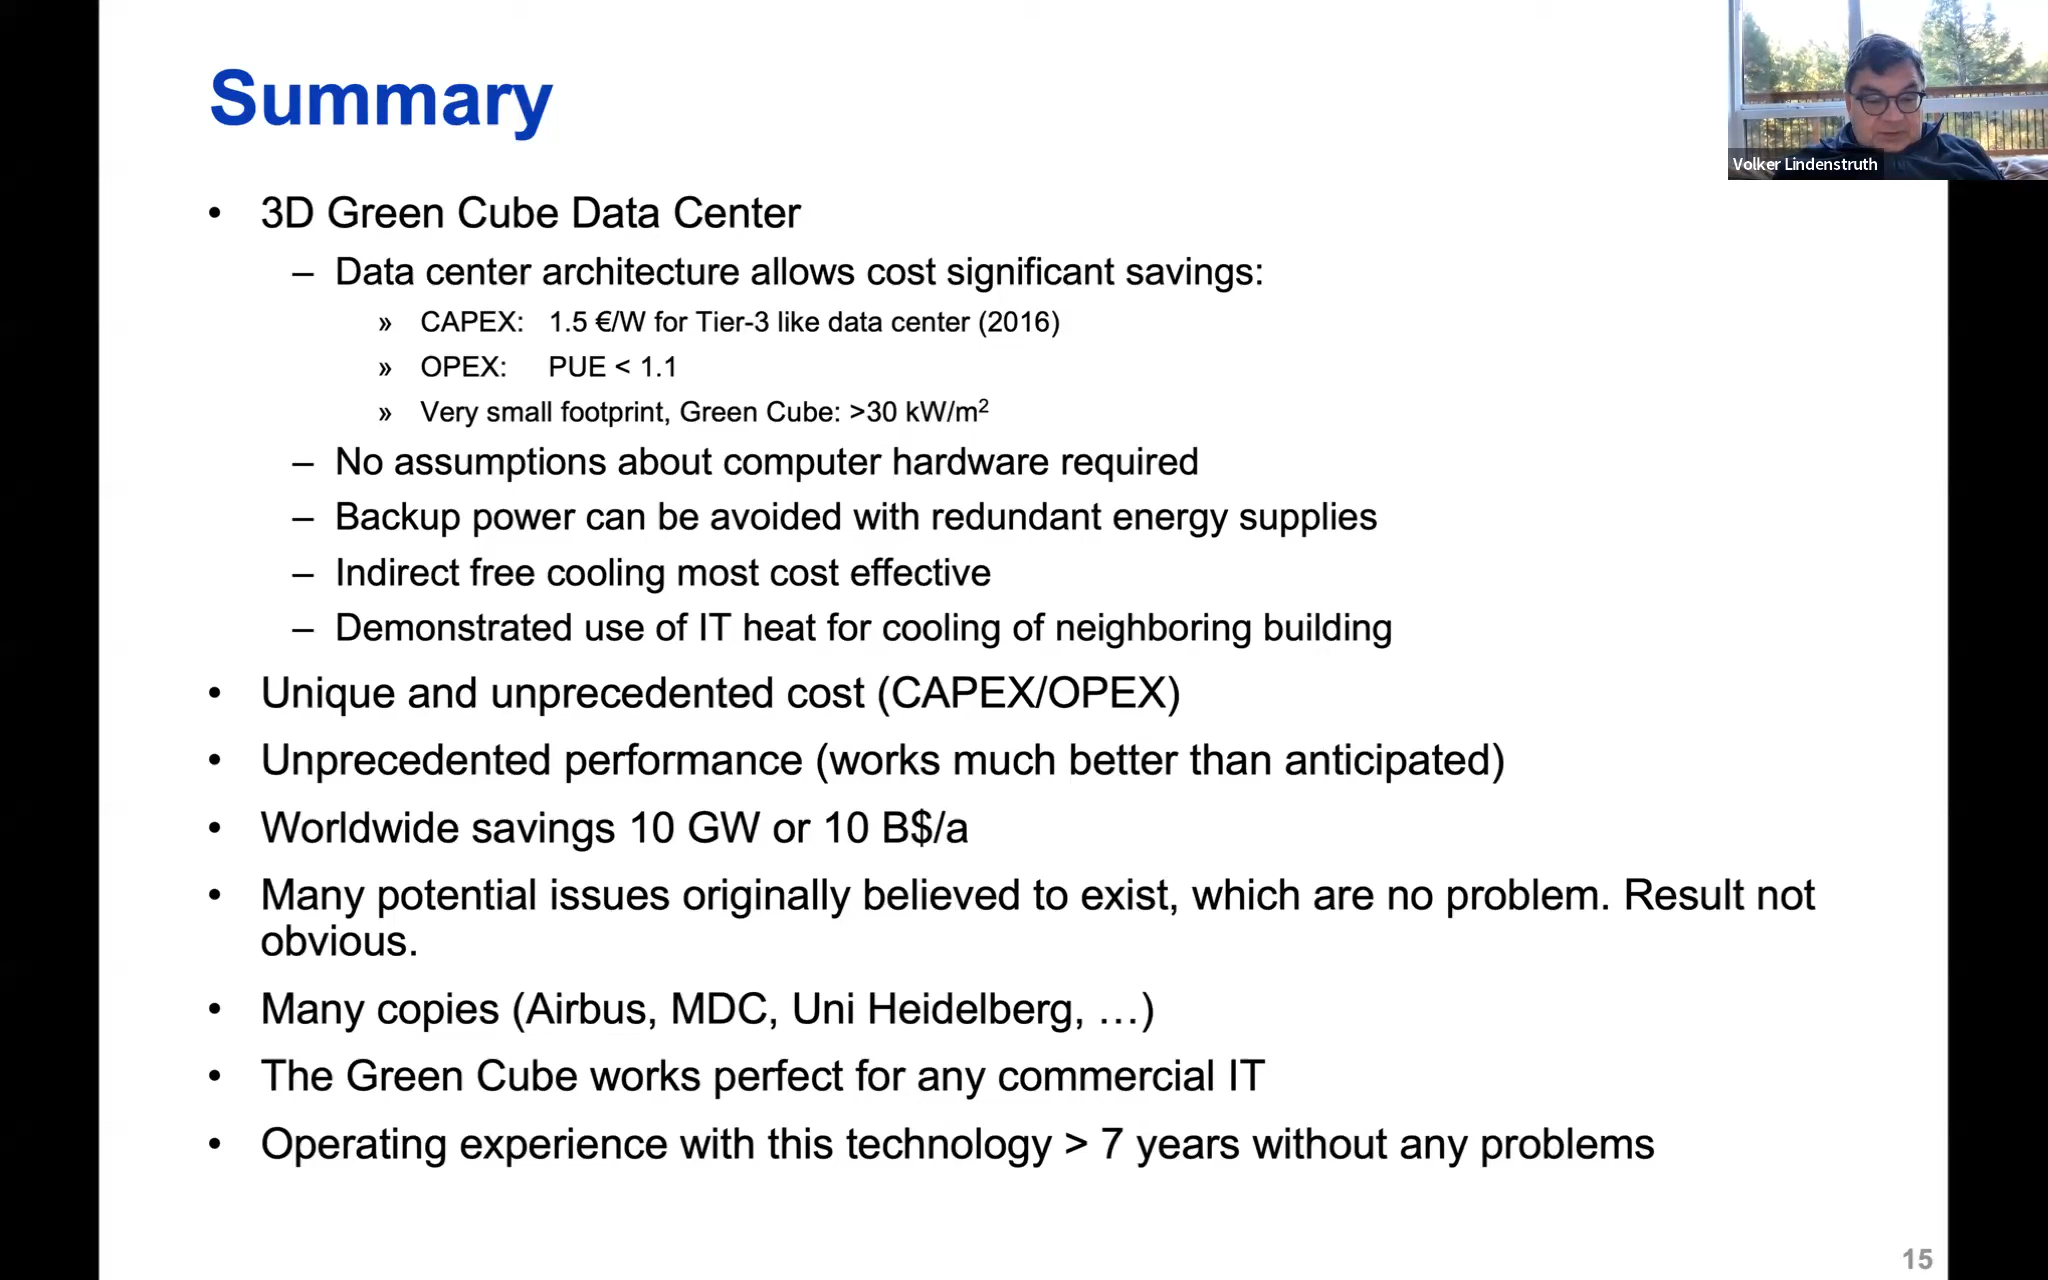 Summary
Volker Lindenstruth
• 3D Green Cube Data Center
– Data center architecture allows cost significant savings:
» CAPEX: 1.5 €/W for Tier-3 like data center (2016)
» OPEX: PUE < 1.1
» Very small footprint, Green Cube: >30 kW/m²
– No assumptions about computer hardware required
– Backup power can be avoided with redundant energy supplies
– Indirect free cooling most cost effective
– Demonstrated use of IT heat for cooling of neighboring building
• Unique and unprecedented cost (CAPEX/OPEX)
• Unprecedented performance (works much better than anticipated)
• Worldwide savings 10 GW or 10 B$/a
• Many potential issues originally believed to exist, which are no problem. Result not
obvious.
• Many copies (Airbus, MDC, Uni Heidelberg, …)
• The Green Cube works perfect for any commercial IT
• Operating experience with this technology > 7 years without any problems
15